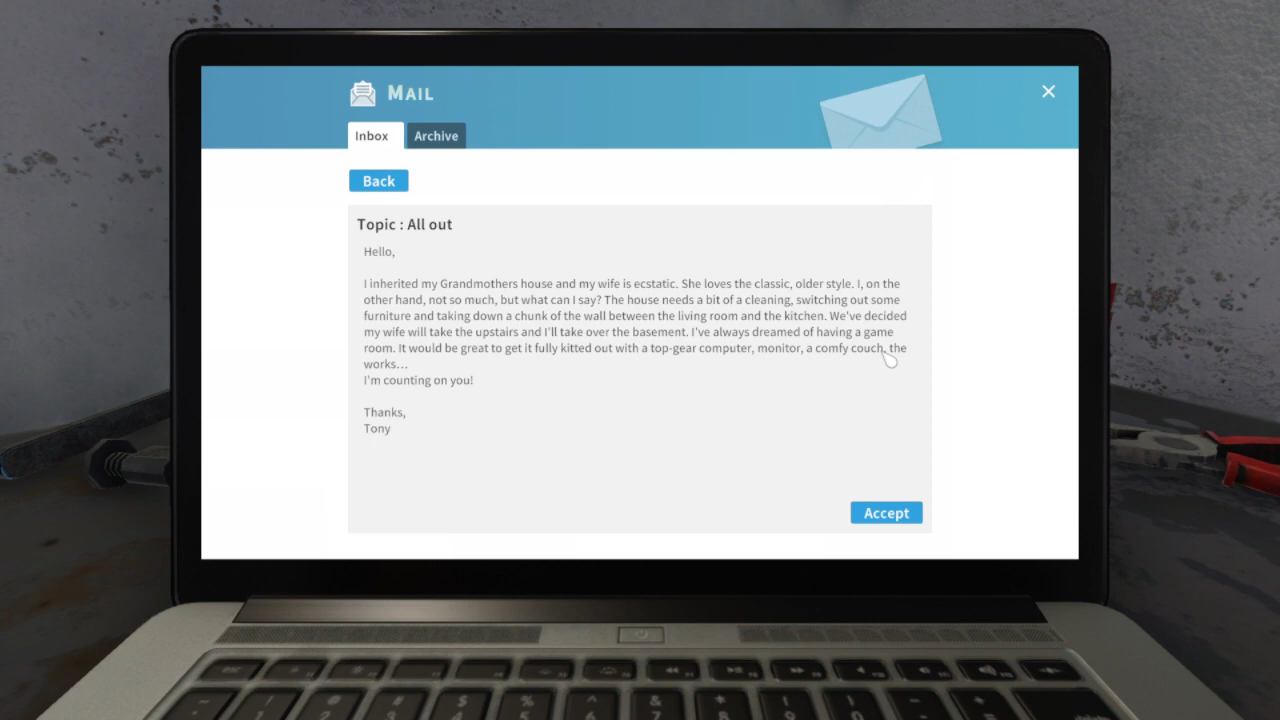 MAIL
Inbox
Archive
Back
Topic : All out
Hello,
I inherited my Grandmothers house and my wife is ecstatic. She loves the classic, older style. I, on the
other hand, not so much, but what can I say? The house needs a bit of a cleaning, switching out some
furniture and taking down a chunk of the wall between the living room and the kitchen. We've decided
my wife will take the upstairs and I'll take over the basement. I've always dreamed of having a game
room. It would be great to get it fully kitted out with a top-gear computer, monitor, a comfy couch, the
works...
I'm counting on you!
Thanks,
Tony
Accept